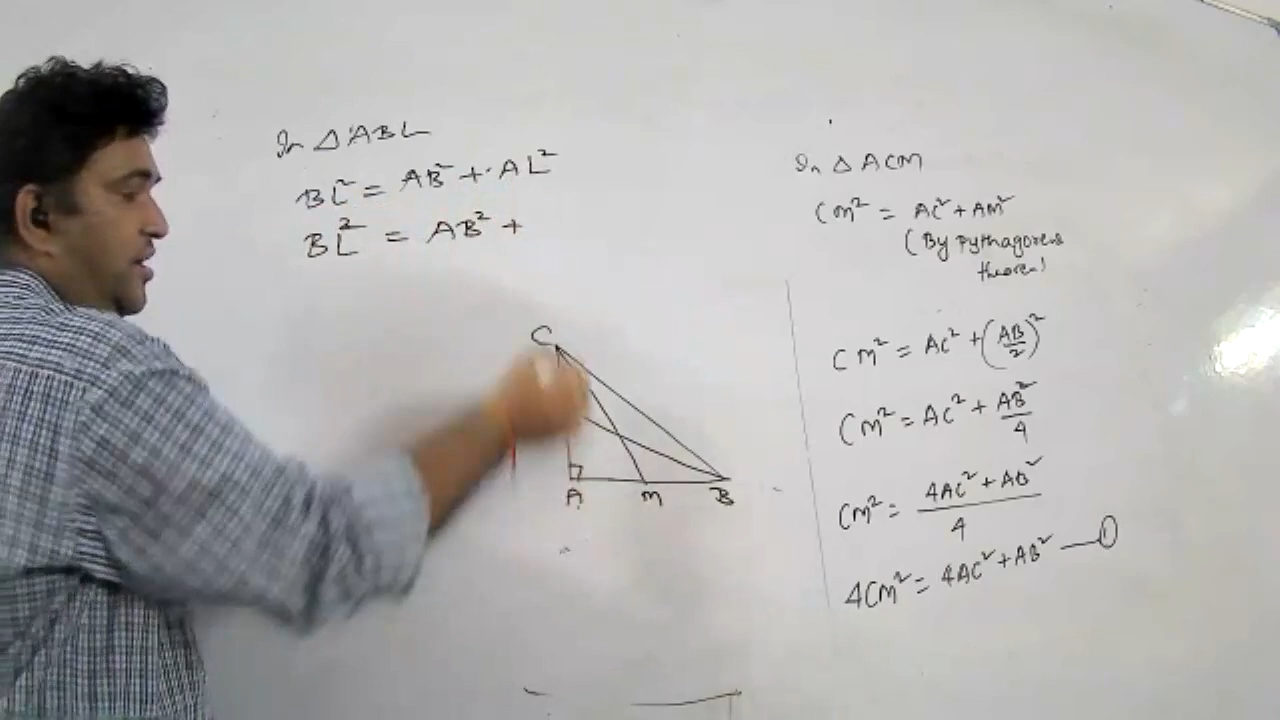 In △ABL
BL² = AB² + AL²
BL² = AB² +
C
A M B
In △ACM
CM² = AC² + AM²
(By Pythagoreus
theorem)
CM² = AC² + (AB/2)²
CM² = AC² + AB²/4
CM² = 4AC² + AB²/4
4CM² = 4AC² + AB² — ①